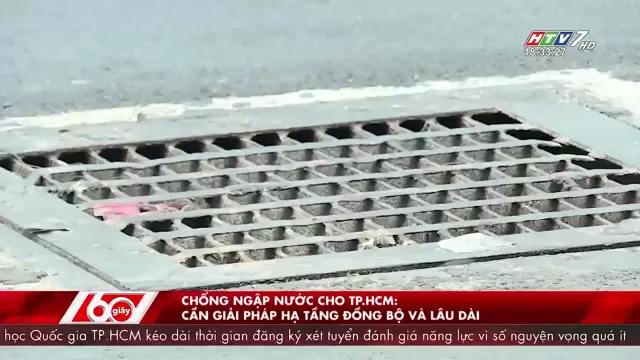 HTV7 HD
18:33:27
60 giây
CHỐNG NGẬP NƯỚC CHO TP.HCM:
CẦN GIẢI PHÁP HẠ TẦNG ĐỒNG BỘ VÀ LÂU DÀI
học Quốc gia TP.HCM kéo dài thời gian đăng ký xét tuyển đánh giá năng lực vì số nguyện vọng quá ít